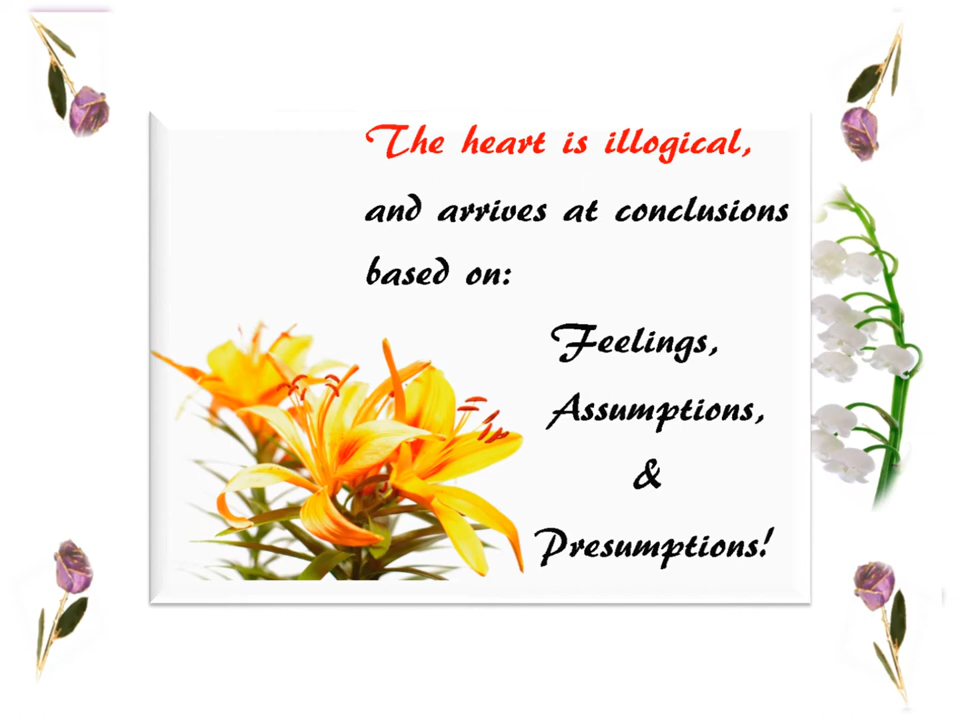 The heart is illogical,
and arrives at conclusions
based on:
Feelings,
Assumptions,
&
Presumptions!